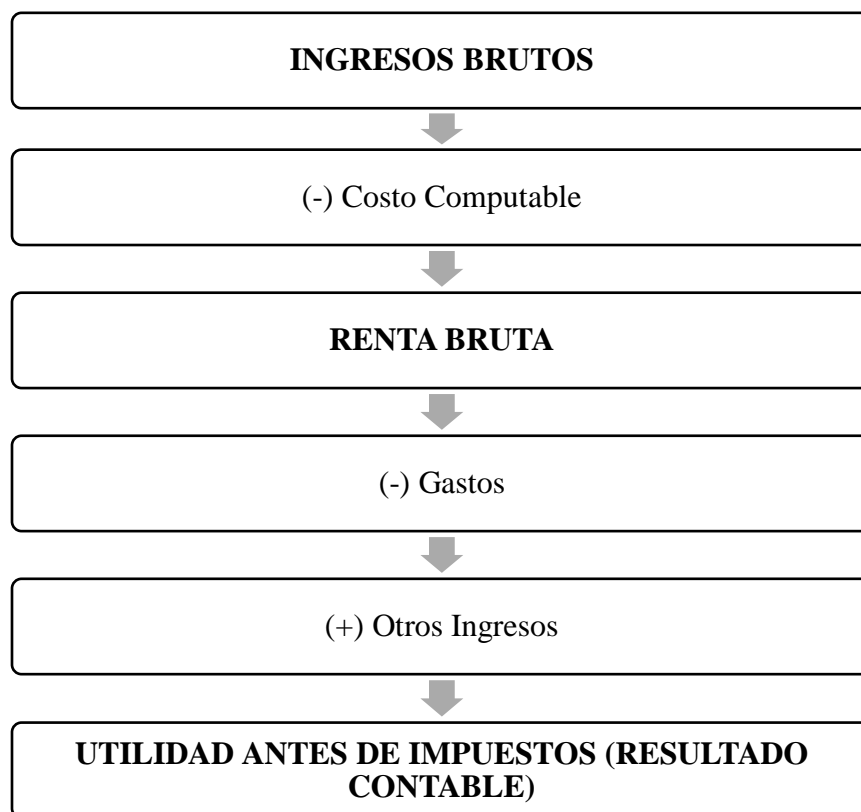 INGRESOS BRUTOS
(-) Costo Computable
RENTA BRUTA
(-) Gastos
(+) Otros Ingresos
UTILIDAD ANTES DE IMPUESTOS (RESULTADO
CONTABLE)